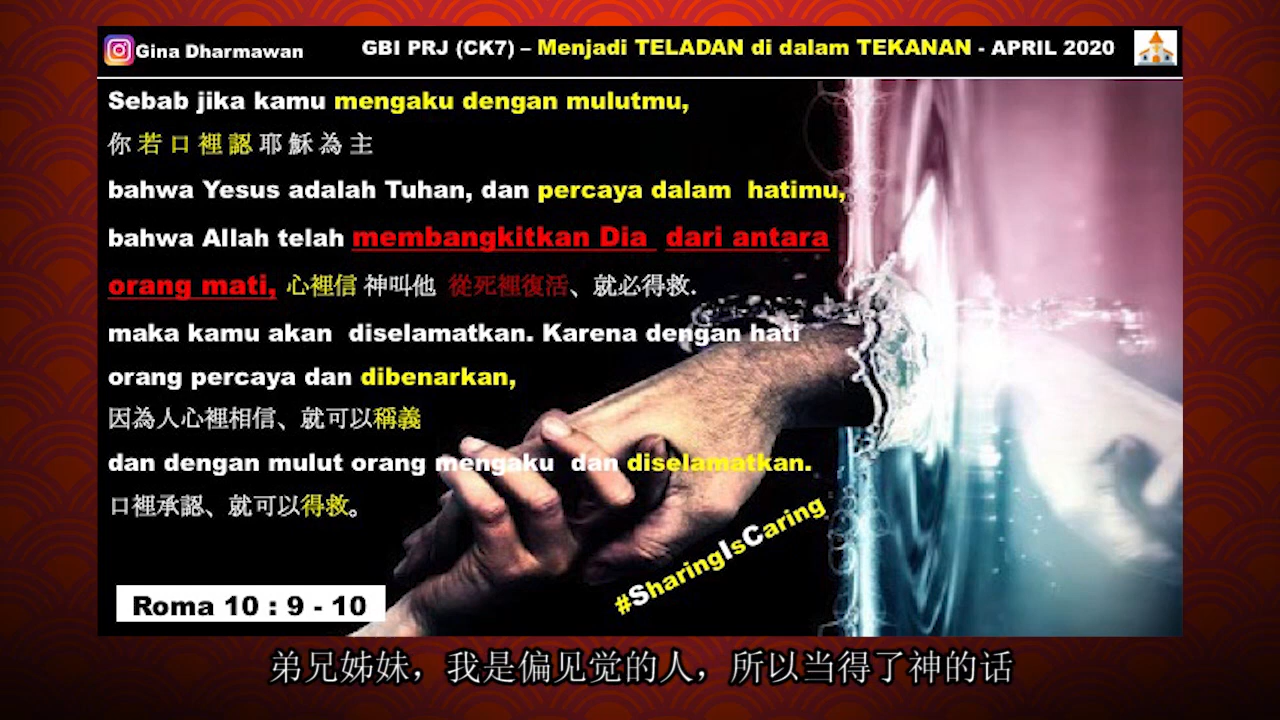 Gina Dharmawan
GBI PRJ (CK7) – Menjadi TELADAN di dalam TEKANAN - APRIL 2020
Sebab jika kamu mengaku dengan mulutmu,
你 若 口 裡 認 耶 穌 為 主
bahwa Yesus adalah Tuhan, dan percaya dalam hatimu,
bahwa Allah telah membangkitkan Dia dari antara
orang mati, 心裡信 神叫他 從死裡復活、就必得救.
maka kamu akan diselamatkan. Karena dengan hati
orang percaya dan dibenarkan,
因為人心裡相信、就可以稱義
dan dengan mulut orang mengaku dan diselamatkan.
口裡承認、就可以得救。
#SharingIsCaring
Roma 10 : 9 - 10
弟兄姊妹，我是偏见觉的人，所以当得了神的话